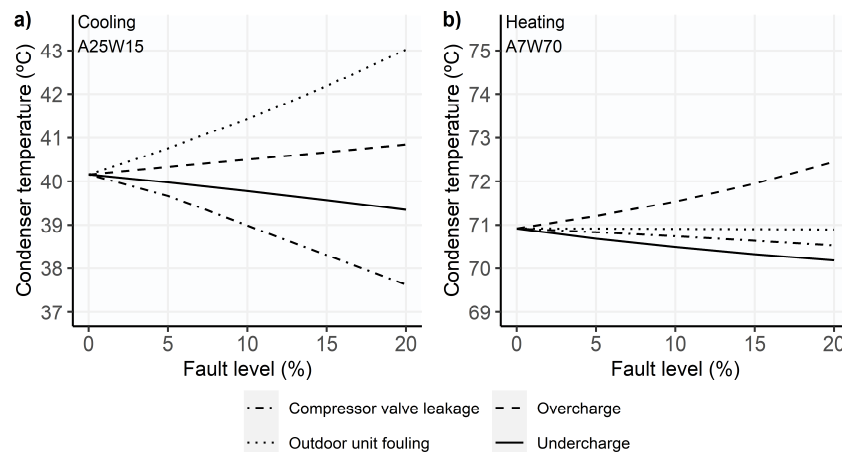 a)
Cooling
A25W15
Condenser temperature (ºC)
43
42
41
40
39
38
37
0 5 10 15 20
Fault level (%)
b)
Heating
A7W70
Condenser temperature (ºC)
75
74
73
72
71
70
69
0 5 10 15 20
Fault level (%)
Compressor valve leakage
Overcharge
Outdoor unit fouling
Undercharge